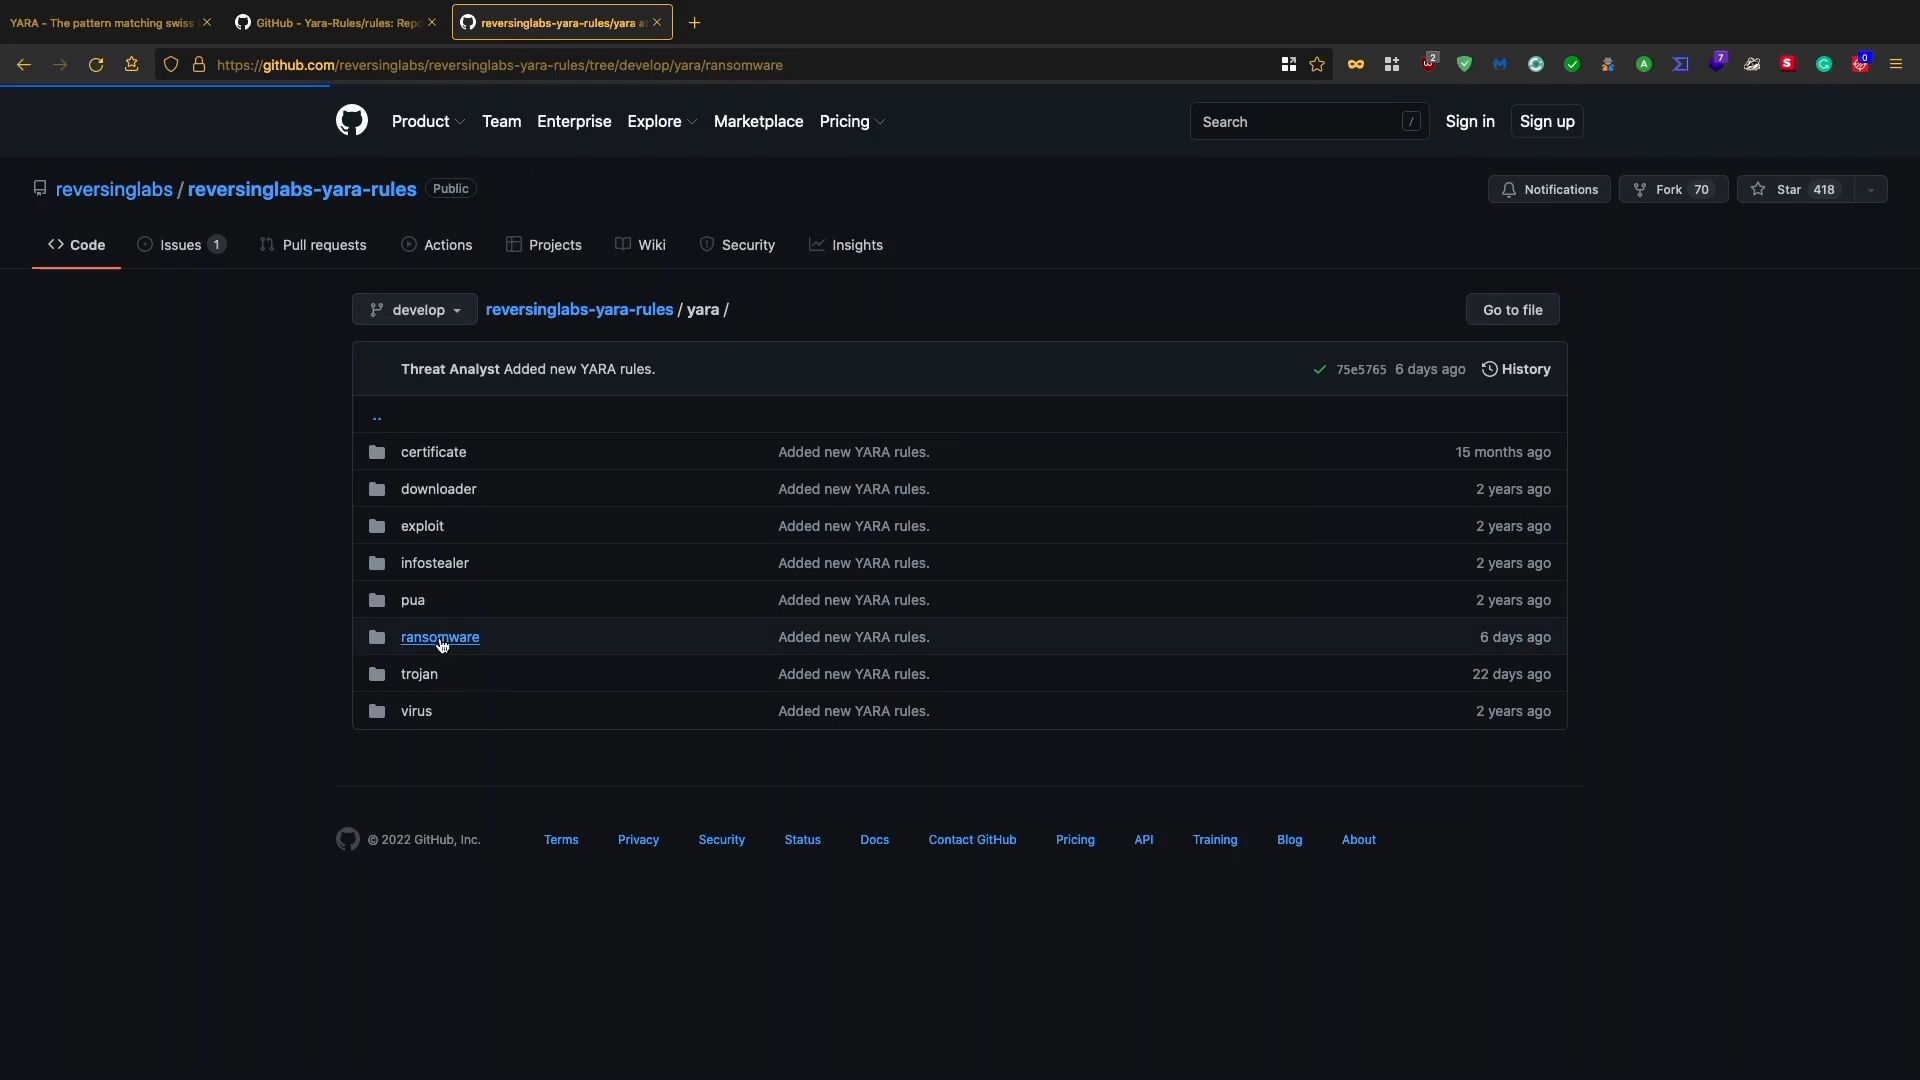 YARA - The pattern matching swiss
GitHub - Yara-Rules/rules: Repo
reversinglabs-yara-rules/yara a
https://github.com/reversinglabs/reversinglabs-yara-rules/tree/develop/yara/ransomware
2
7
0
Product Team Enterprise Explore Marketplace Pricing
Search /
Sign in Sign up
reversinglabs / reversinglabs-yara-rules Public
Notifications Fork 70 Star 418
Code Issues 1 Pull requests Actions Projects Wiki Security Insights
develop reversinglabs-yara-rules / yara / Go to file
Threat Analyst Added new YARA rules. 75e5765 6 days ago History
..
certificate Added new YARA rules. 15 months ago
downloader Added new YARA rules. 2 years ago
exploit Added new YARA rules. 2 years ago
infostealer Added new YARA rules. 2 years ago
pua Added new YARA rules. 2 years ago
ransomware Added new YARA rules. 6 days ago
trojan Added new YARA rules. 22 days ago
virus Added new YARA rules. 2 years ago
© 2022 GitHub, Inc. Terms Privacy Security Status Docs Contact GitHub Pricing API Training Blog About